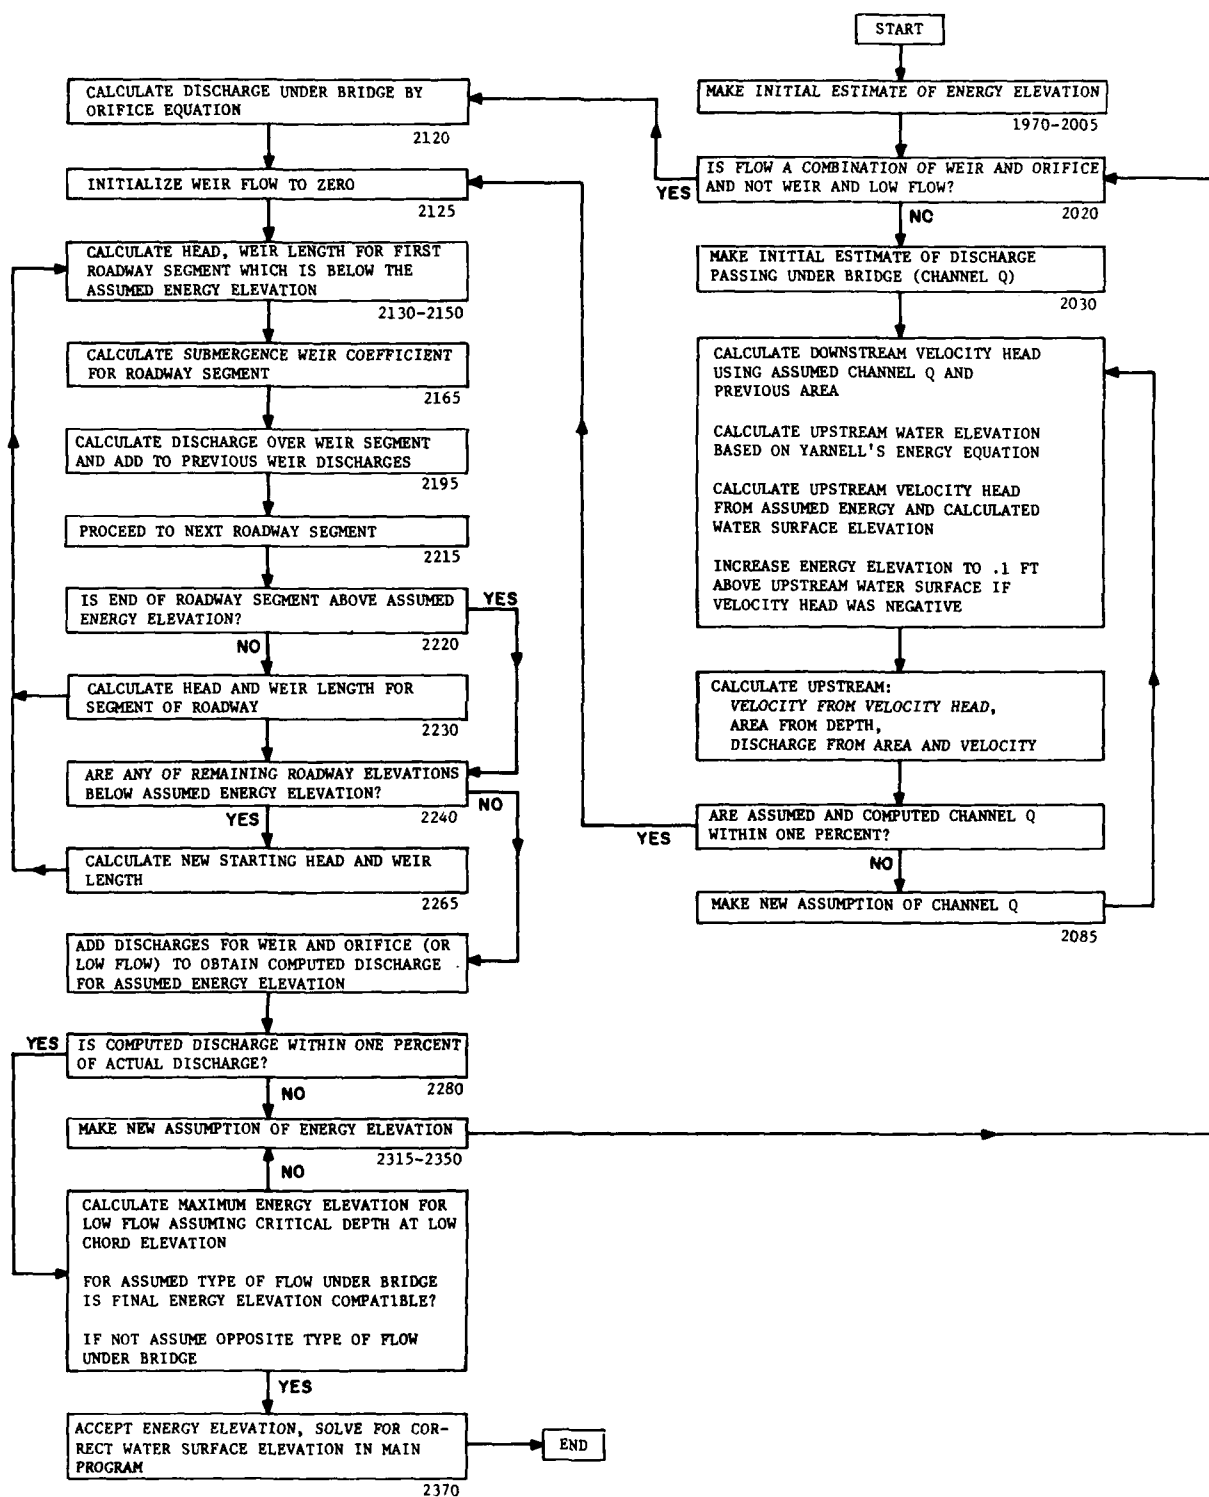 START
MAKE INITIAL ESTIMATE OF ENERGY ELEVATION
1970-2005
IS FLOW A COMBINATION OF WEIR AND ORIFICE
AND NOT WEIR AND LOW FLOW?
2020
YES
NO
MAKE INITIAL ESTIMATE OF DISCHARGE
PASSING UNDER BRIDGE (CHANNEL Q)
2030
CALCULATE DOWNSTREAM VELOCITY HEAD
USING ASSUMED CHANNEL Q AND
PREVIOUS AREA
CALCULATE UPSTREAM WATER ELEVATION
BASED ON YARNELL'S ENERGY EQUATION
CALCULATE UPSTREAM VELOCITY HEAD
FROM ASSUMED ENERGY AND CALCULATED
WATER SURFACE ELEVATION
INCREASE ENERGY ELEVATION TO .1 FT
ABOVE UPSTREAM WATER SURFACE IF
VELOCITY HEAD WAS NEGATIVE
CALCULATE UPSTREAM:
VELOCITY FROM VELOCITY HEAD,
AREA FROM DEPTH,
DISCHARGE FROM AREA AND VELOCITY
ARE ASSUMED AND COMPUTED CHANNEL Q
WITHIN ONE PERCENT?
YES
NO
MAKE NEW ASSUMPTION OF CHANNEL Q
2085
CALCULATE DISCHARGE UNDER BRIDGE BY
ORIFICE EQUATION
2120
INITIALIZE WEIR FLOW TO ZERO
2125
CALCULATE HEAD, WEIR LENGTH FOR FIRST
ROADWAY SEGMENT WHICH IS BELOW THE
ASSUMED ENERGY ELEVATION
2130-2150
CALCULATE SUBMERGENCE WEIR COEFFICIENT
FOR ROADWAY SEGMENT
2165
CALCULATE DISCHARGE OVER WEIR SEGMENT
AND ADD TO PREVIOUS WEIR DISCHARGES
2195
PROCEED TO NEXT ROADWAY SEGMENT
2215
IS END OF ROADWAY SEGMENT ABOVE ASSUMED
ENERGY ELEVATION?
YES
NO
2220
CALCULATE HEAD AND WEIR LENGTH FOR
SEGMENT OF ROADWAY
2230
ARE ANY OF REMAINING ROADWAY ELEVATIONS
BELOW ASSUMED ENERGY ELEVATION?
NO
YES
2240
CALCULATE NEW STARTING HEAD AND WEIR
LENGTH
2265
ADD DISCHARGES FOR WEIR AND ORIFICE (OR
LOW FLOW) TO OBTAIN COMPUTED DISCHARGE
FOR ASSUMED ENERGY ELEVATION
YES
IS COMPUTED DISCHARGE WITHIN ONE PERCENT
OF ACTUAL DISCHARGE?
2280
NO
MAKE NEW ASSUMPTION OF ENERGY ELEVATION
2315-2350
NO
CALCULATE MAXIMUM ENERGY ELEVATION FOR
LOW FLOW ASSUMING CRITICAL DEPTH AT LOW
CHORD ELEVATION
FOR ASSUMED TYPE OF FLOW UNDER BRIDGE
IS FINAL ENERGY ELEVATION COMPATIBLE?
IF NOT ASSUME OPPOSITE TYPE OF FLOW
UNDER BRIDGE
YES
ACCEPT ENERGY ELEVATION, SOLVE FOR COR-
RECT WATER SURFACE ELEVATION IN MAIN
PROGRAM
2370
END